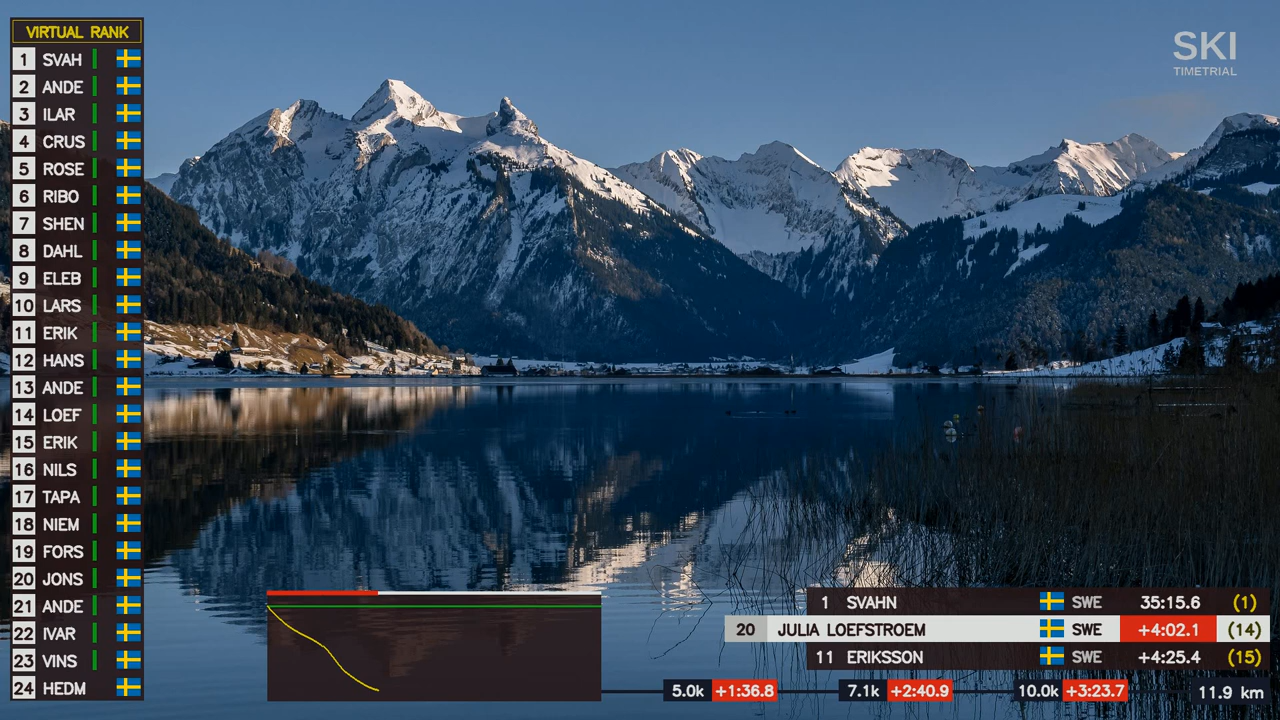 VIRTUAL RANK
1 SVAH
2 ANDE
3 ILAR
4 CRUS
5 ROSE
6 RIBO
7 SHEN
8 DAHL
9 ELEB
10 LARS
11 ERIK
12 HANS
13 ANDE
14 LOEF
15 ERIK
16 NILS
17 TAPA
18 NIEM
19 FORS
20 JONS
21 ANDE
22 IVAR
23 VINS
24 HEDM
SKI
TIMETRIAL
1 SVAHN SWE 35:15.6 (1)
20 JULIA LOEFSTROEM SWE +4:02.1 (14)
11 ERIKSSON SWE +4:25.4 (15)
5.0k +1:36.8 7.1k +2:40.9 10.0k +3:23.7 11.9 km